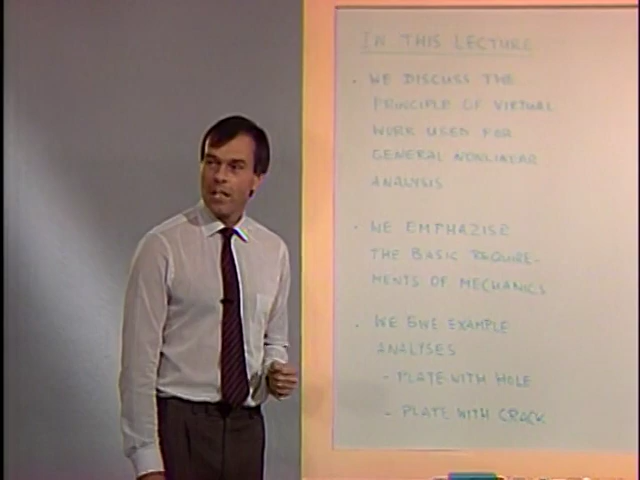 IN THIS LECTURE
• WE DISCUSS THE
PRINCIPLE OF VIRTUAL
WORK USED FOR
GENERAL NONLINEAR
ANALYSIS
• WE EMPHAZISE
THE BASIC REQUIRE-
MENTS OF MECHANICS
• WE GIVE EXAMPLE
ANALYSES
- PLATE WITH HOLE
- PLATE WITH CRACK